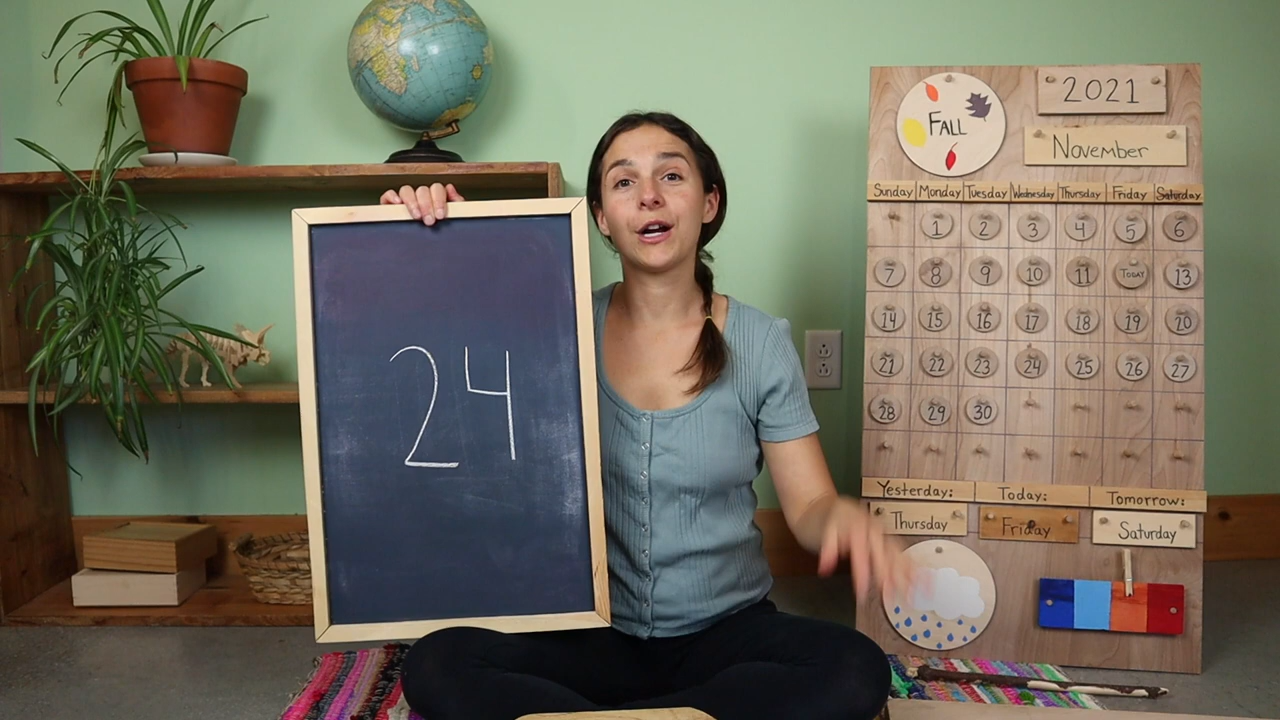 24
FALL
2021
November
Sunday Monday Tuesday Wednesday Thursday Friday Saturday
1 2 3 4 5 6
7 8 9 10 11 TODAY 13
14 15 16 17 18 19 20
21 22 23 24 25 26 27
28 29 30
Yesterday: Today: Tomorrow:
Thursday Friday Saturday